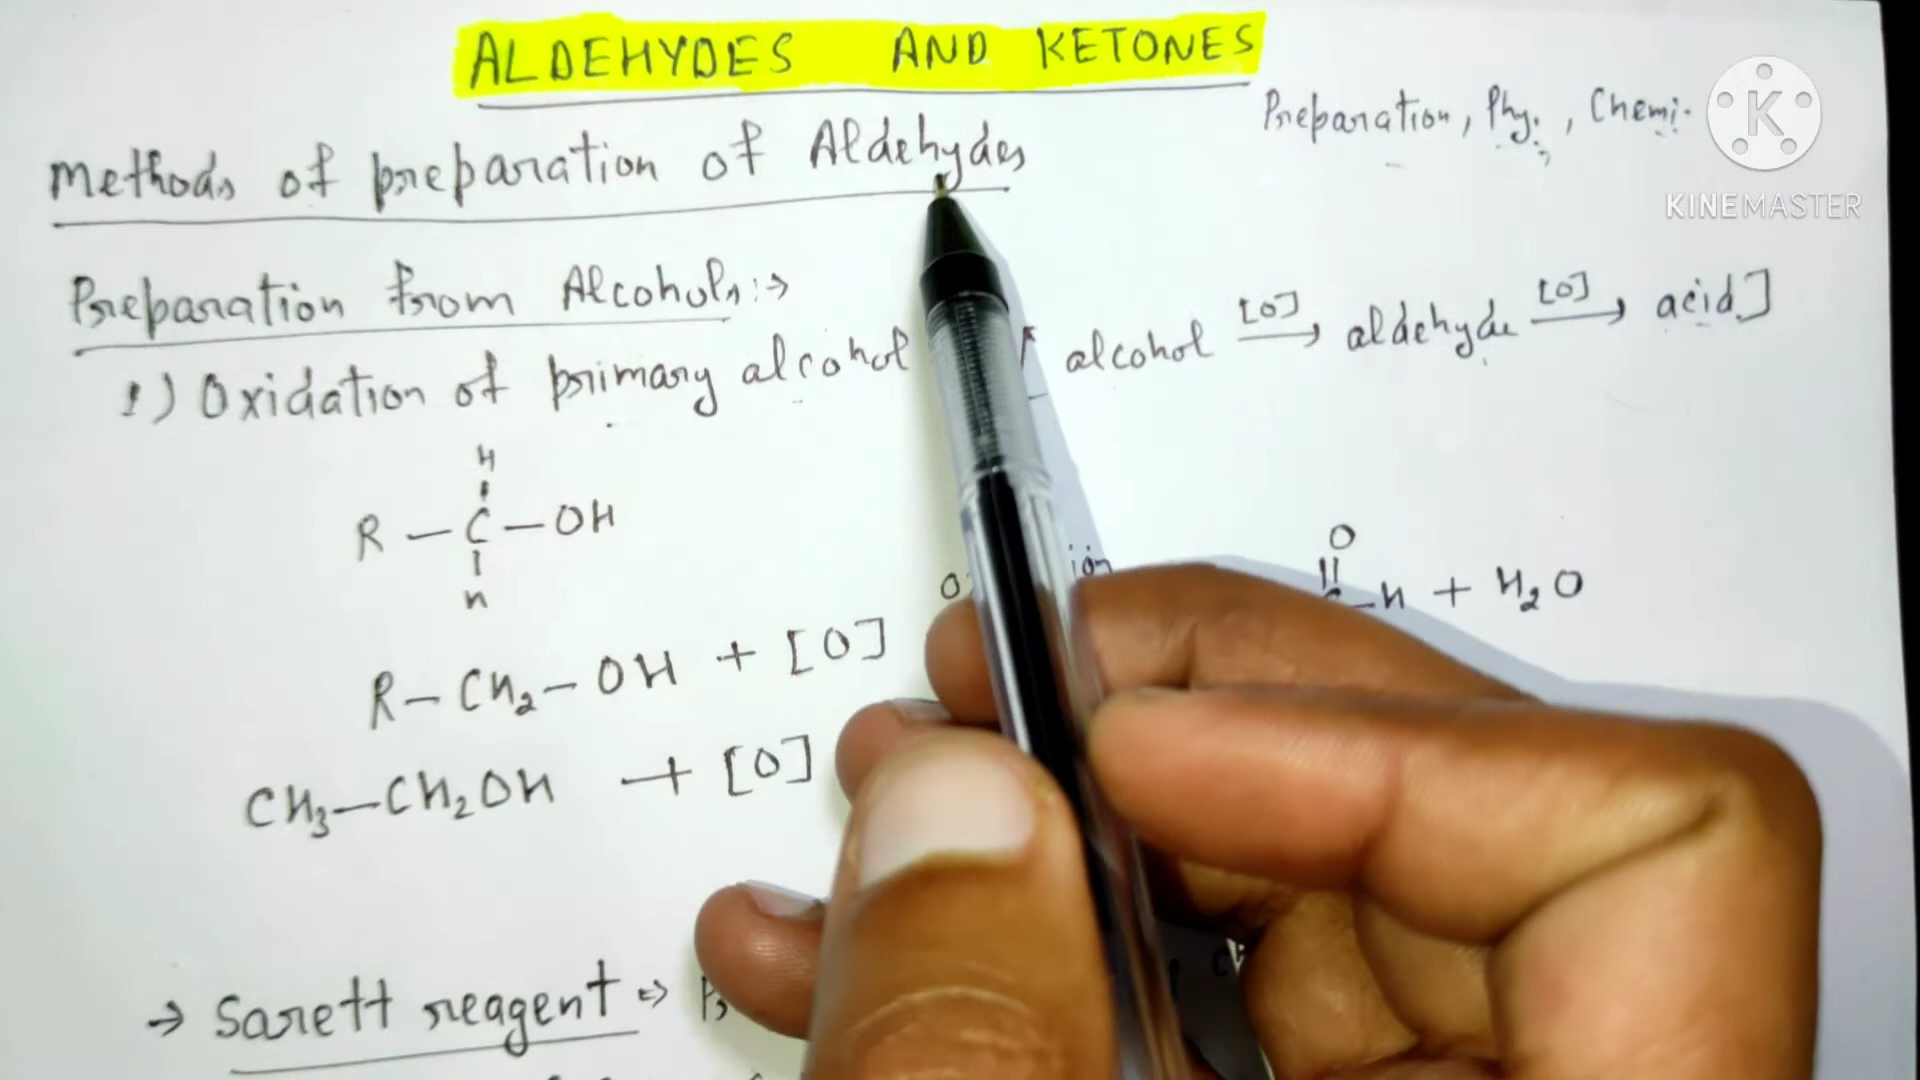 ALDEHYDES AND KETONES
Preparation, Phy., Chemi.
K
KINEMASTER
Methods of preparation of Aldehydes
Preparation from Alcohols:→
1) Oxidation of primary alcohol alcohol [O]→ aldehyde [O]→ acid]
H
R — C — OH
H
O
||
R — CH₂ — OH + [O] — H + H₂O
CH₃ — CH₂OH + [O]
→ Sarett reagent ⇒